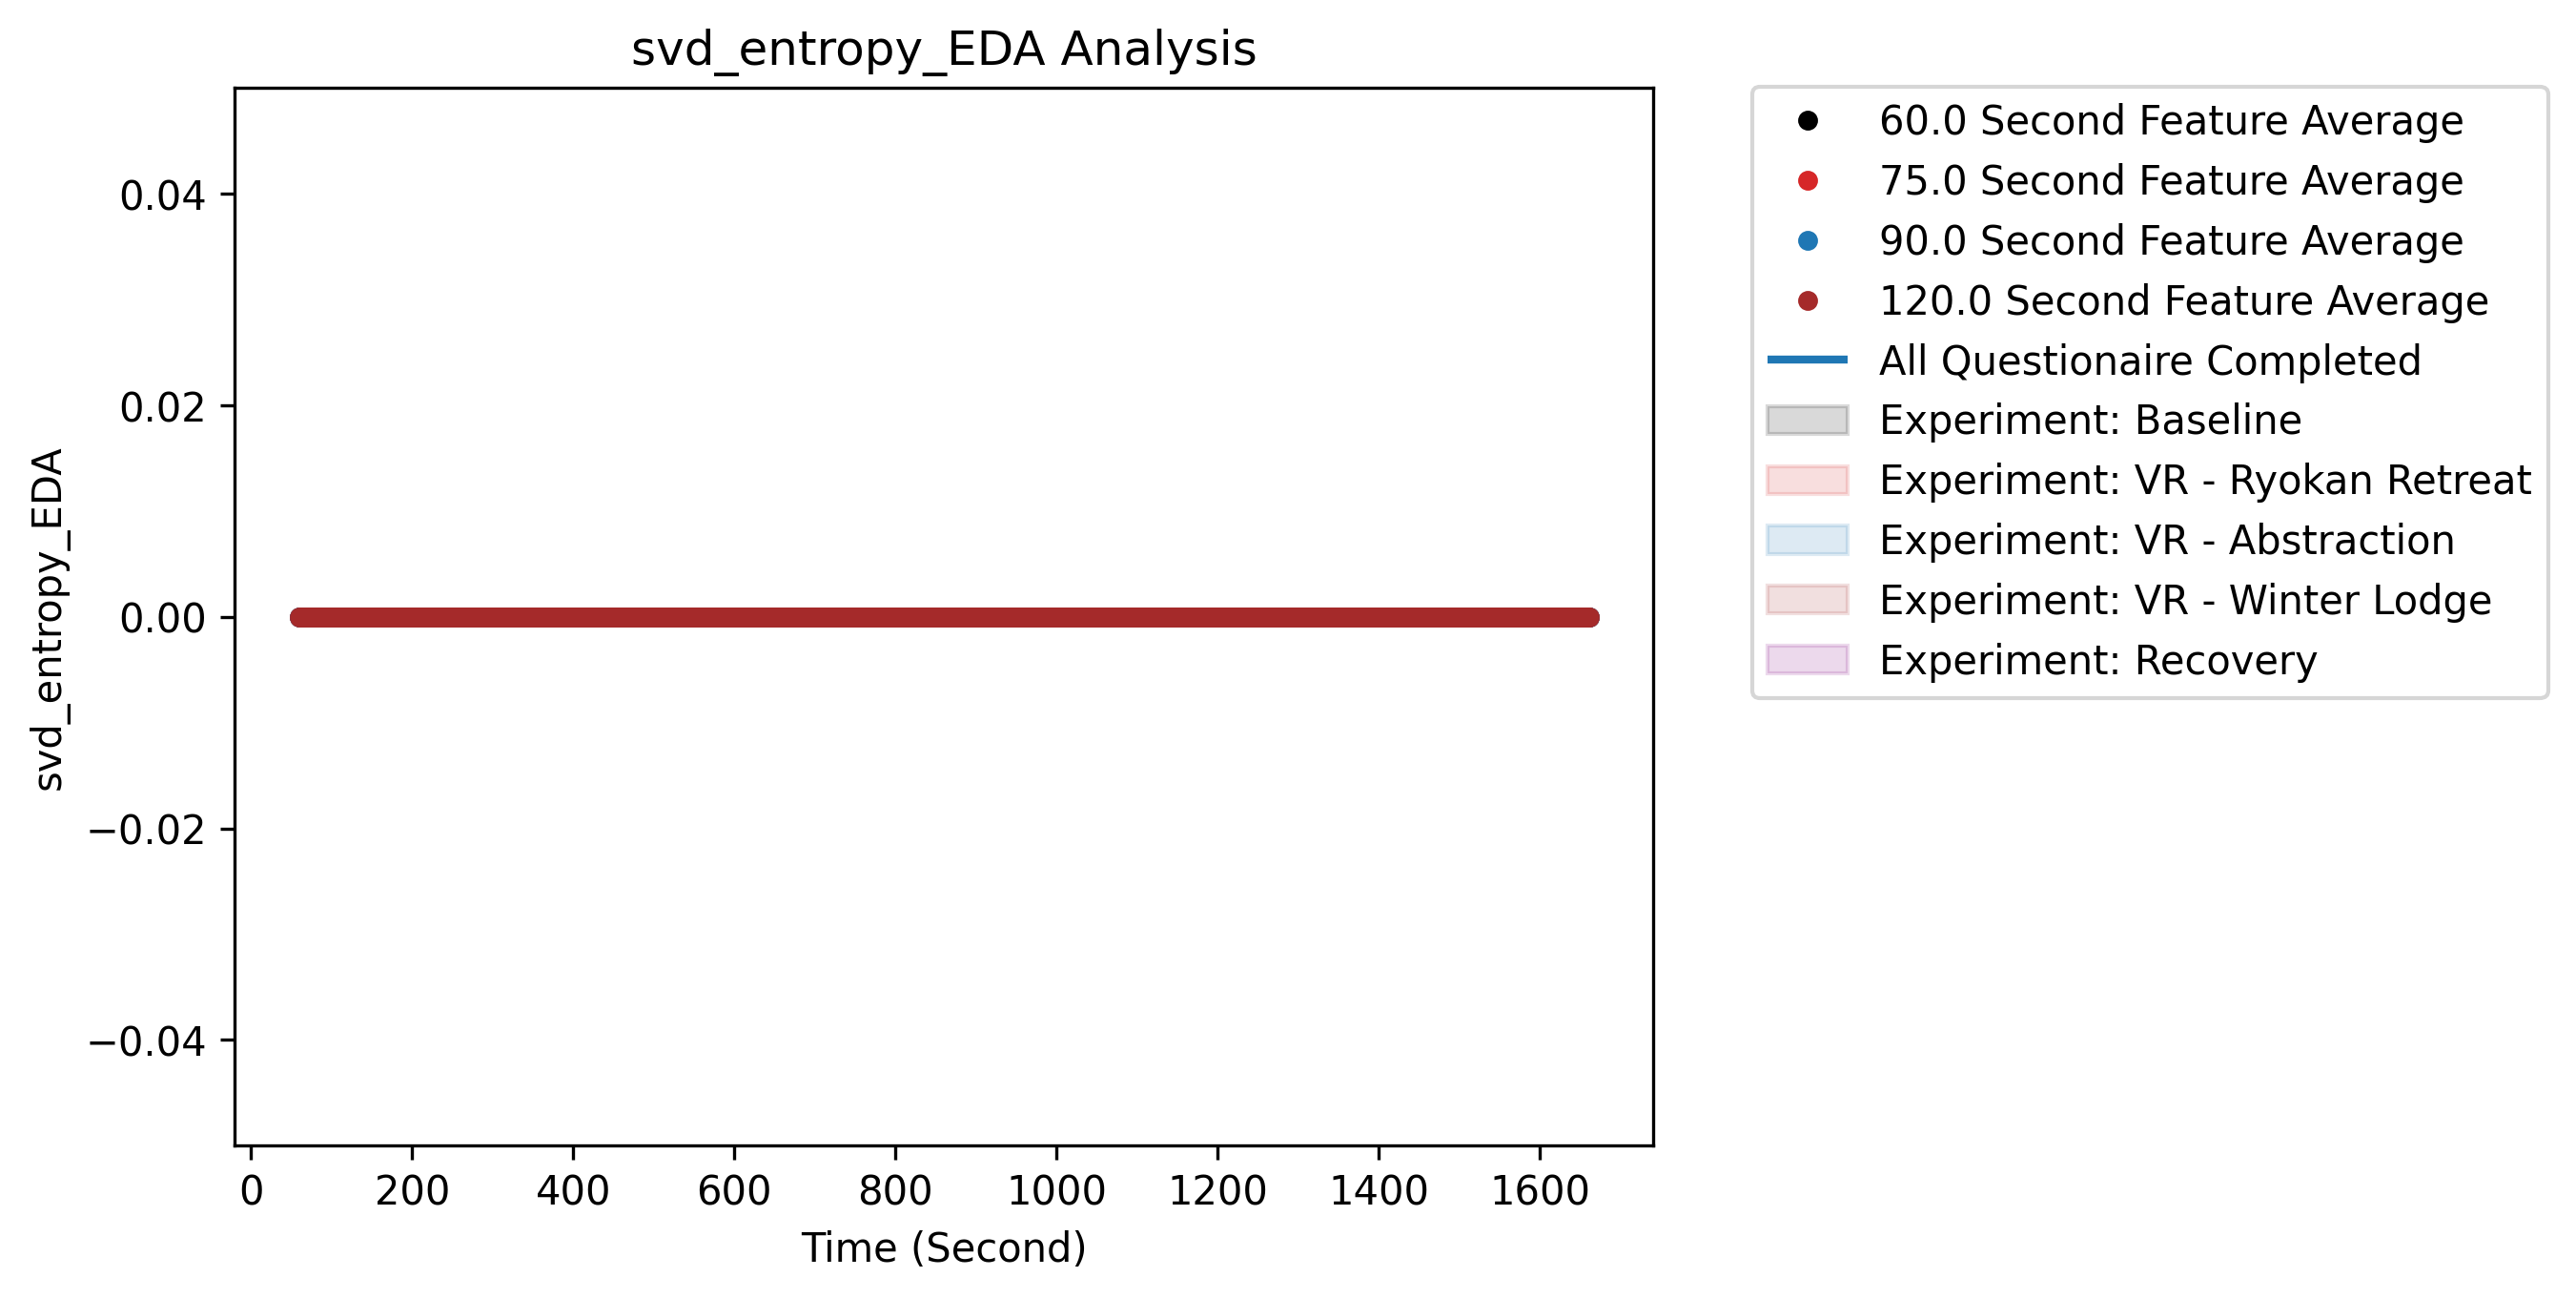 svd_entropy_EDA Analysis
svd_entropy_EDA
0.04
0.02
0.00
−0.02
−0.04
0 200 400 600 800 1000 1200 1400 1600
Time (Second)
60.0 Second Feature Average
75.0 Second Feature Average
90.0 Second Feature Average
120.0 Second Feature Average
All Questionaire Completed
Experiment: Baseline
Experiment: VR - Ryokan Retreat
Experiment: VR - Abstraction
Experiment: VR - Winter Lodge
Experiment: Recovery